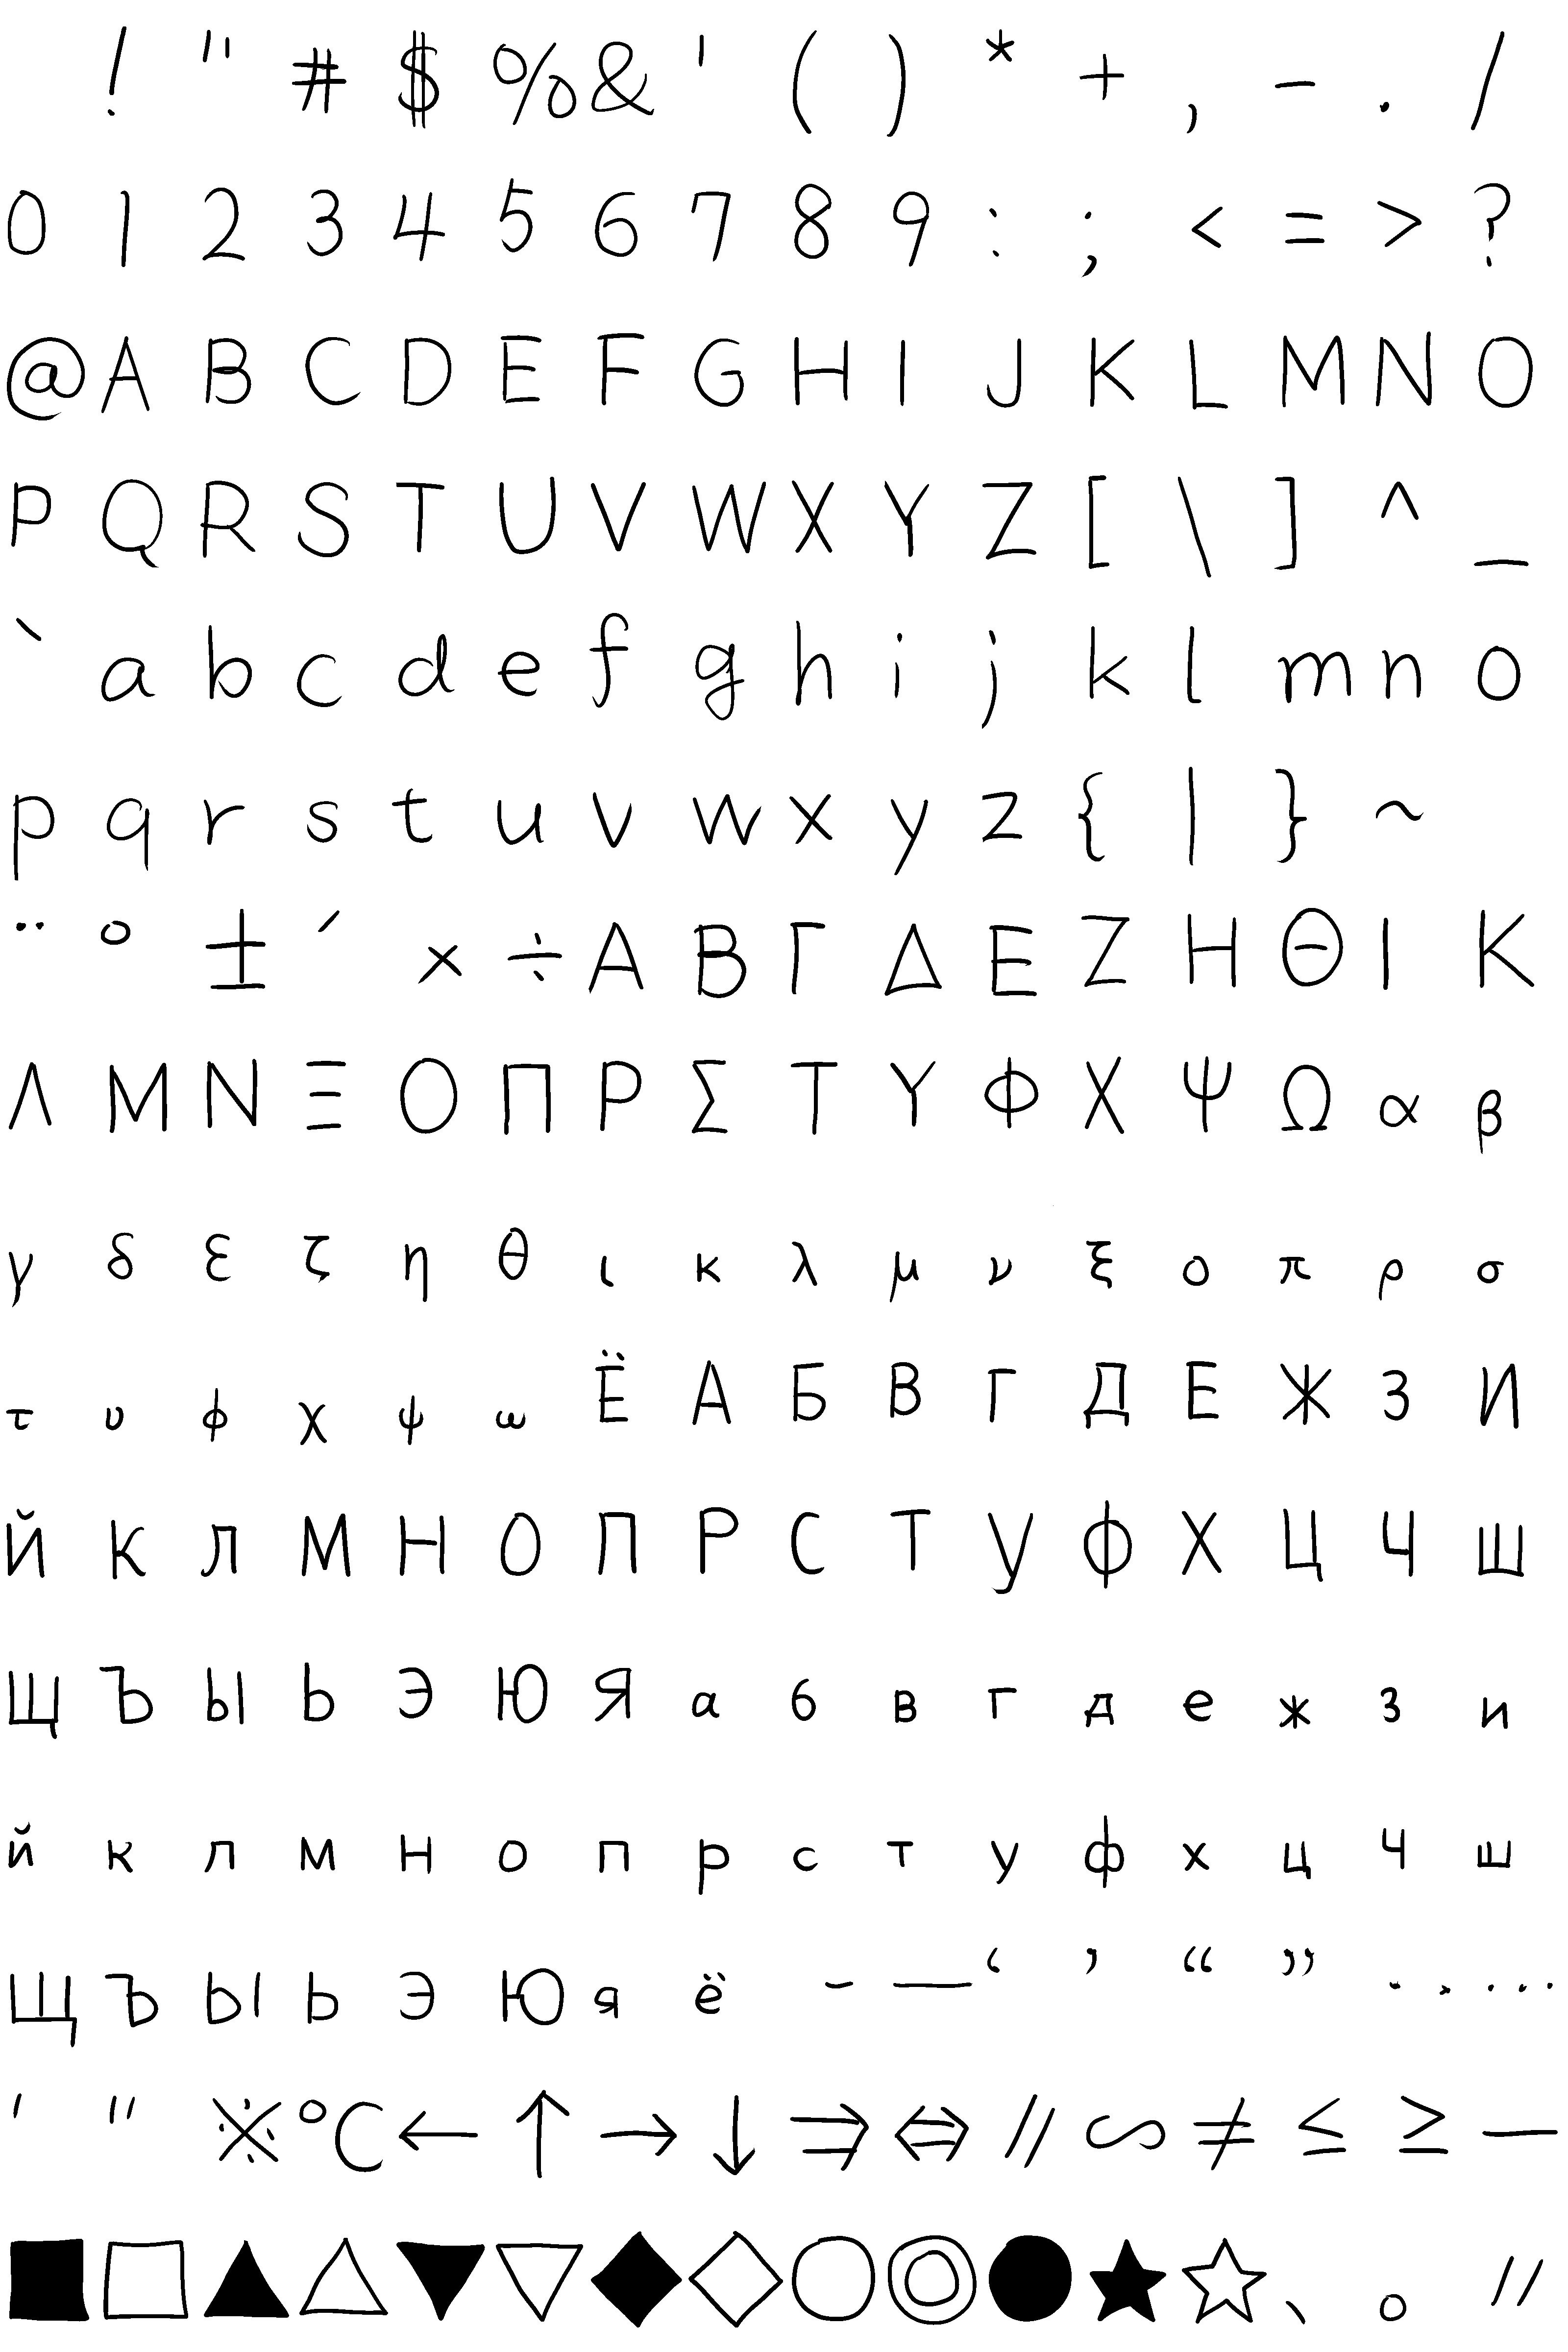 ! " # $ % & ' ( ) * + , - . /
0 1 2 3 4 5 6 7 8 9 : ; < = > ?
@ A B C D E F G H I J K L M N O
P Q R S T U V W X Y Z [ \ ] ^ _
` a b c d e f g h i j k l m n o
p q r s t u v w x y z { | } ~
¨ ° ± ´ × ÷ Α Β Γ Δ Ε Ζ Η Θ Ι Κ
Λ Μ Ν Ξ Ο Π Ρ Σ Τ Υ Φ Χ Ψ Ω α β
γ δ ε ζ η θ ι κ λ μ ν ξ ο π ρ σ
τ υ φ χ ψ ω Ё А Б В Г Д Е Ж З И
Й К Л М Н О П Р С Т У Ф Х Ц Ч Ш
Щ Ъ Ы Ь Э Ю Я а б в г д е ж з и
й к л м н о п р с т у ф х ц ч ш
щ ъ ы ь э ю я ё ‐ — ‘ ’ “ ” ‥ …
′ ″ ※ ℃ ← ↑ → ↓ ⇒ ⇔ ∥ ∽ ≠ ≤ ≥ ─
■ □ ▲ △ ▼ ▽ ◆ ◇ ○ ◎ ● ★ ☆ 、 。 〃